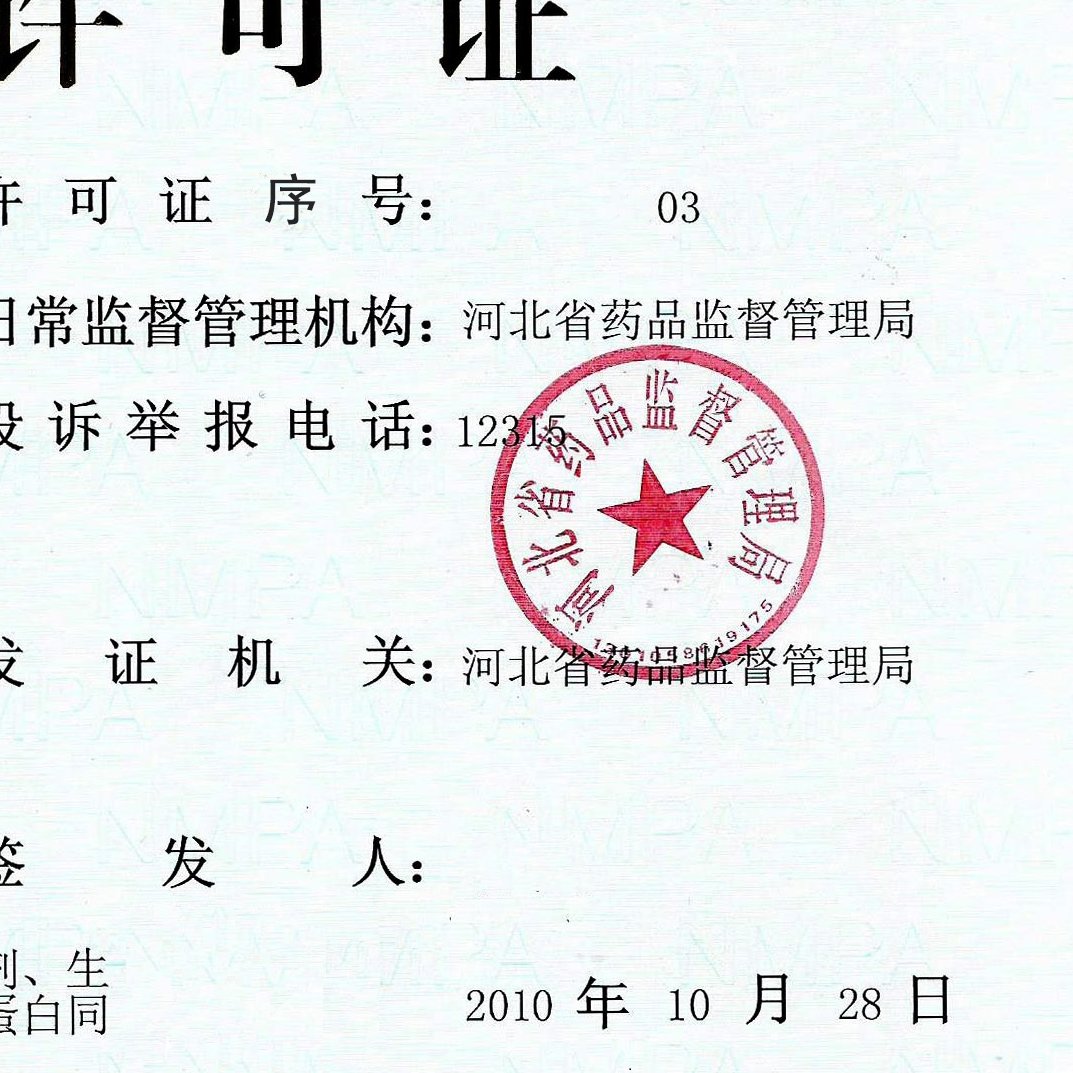 许可证
许可证序号： 03
日常监督管理机构：河北省药品监督管理局
投诉举报电话：12315
河北省药品监督管理局
发证机关：河北省药品监督管理局
签发人：
剂、生
蛋白同
2010 年 10 月 28 日
NMPA